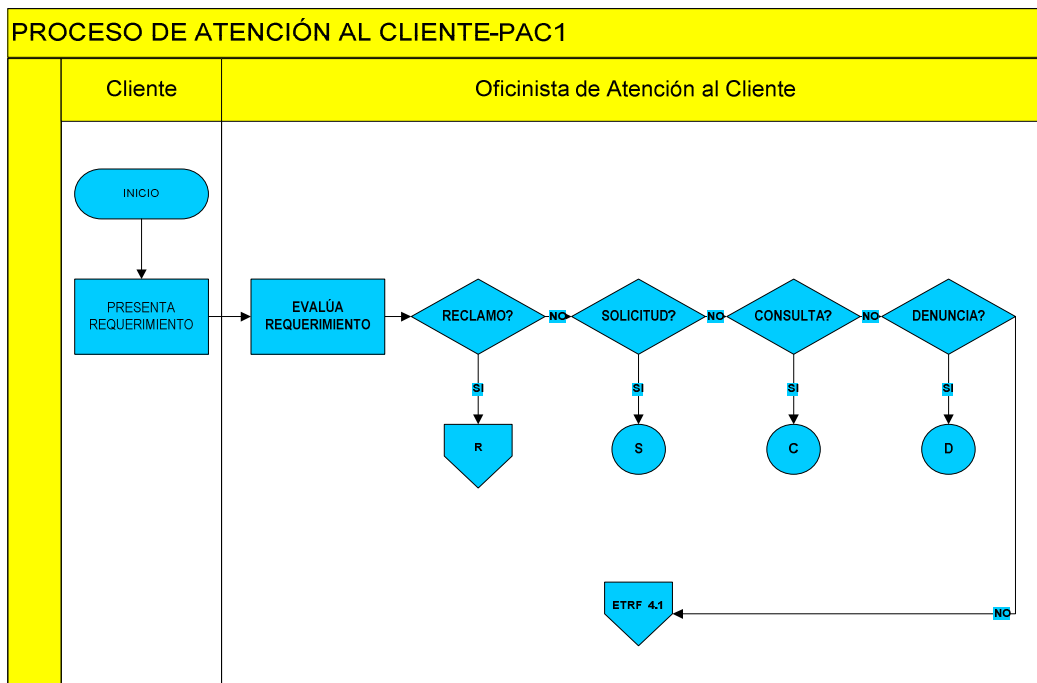 PROCESO DE ATENCIÓN AL CLIENTE-PAC1
Cliente
Oficinista de Atención al Cliente
INICIO
PRESENTA
REQUERIMIENTO
EVALÚA
REQUERIMIENTO
RECLAMO?
NO
SOLICITUD?
NO
CONSULTA?
NO
DENUNCIA?
SI
SI
SI
SI
R
S
C
D
ETRF 4.1
NO